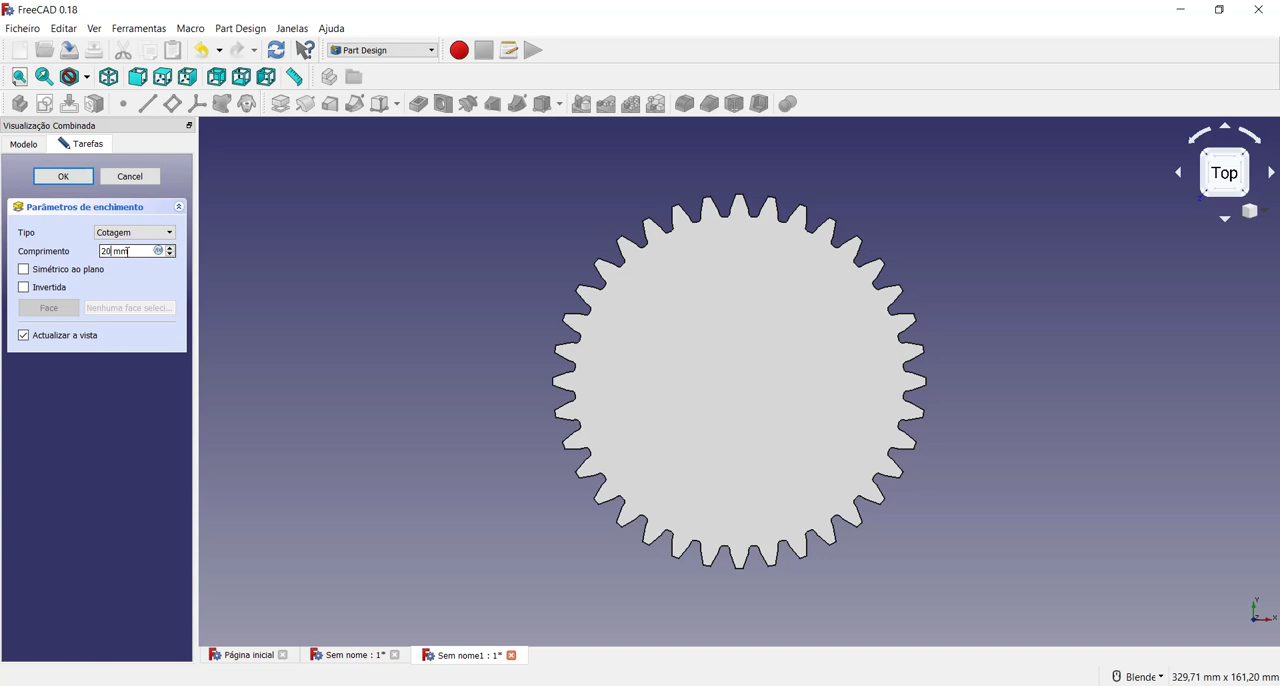 FreeCAD 0.18
Ficheiro Editar Ver Ferramentas Macro Part Design Janelas Ajuda
Part Design
Visualização Combinada
Modelo Tarefas
OK Cancel
Parâmetros de enchimento
Tipo Cotagem
Comprimento 20 mm
Simétrico ao plano
Invertida
Face Nenhuma face seleci...
Actualizar a vista
Top
Z
Y
X
Página inicial Sem nome : 1* Sem nome1 : 1*
Blende 329,71 mm x 161,20 mm